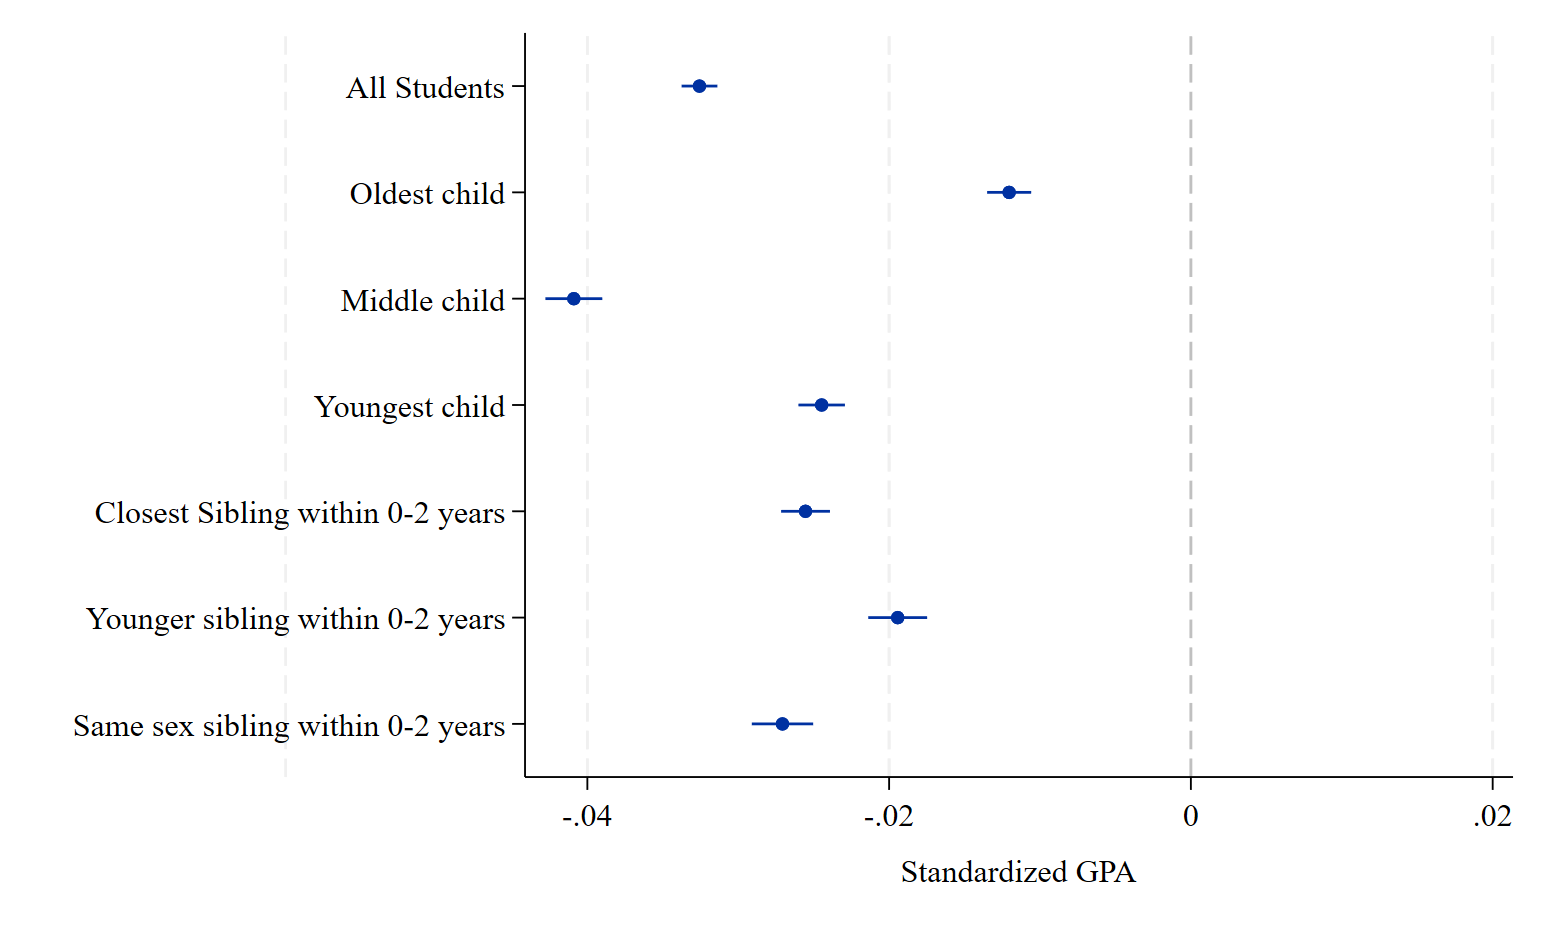 All Students
Oldest child
Middle child
Youngest child
Closest Sibling within 0-2 years
Younger sibling within 0-2 years
Same sex sibling within 0-2 years
-.04 -.02 0 .02
Standardized GPA